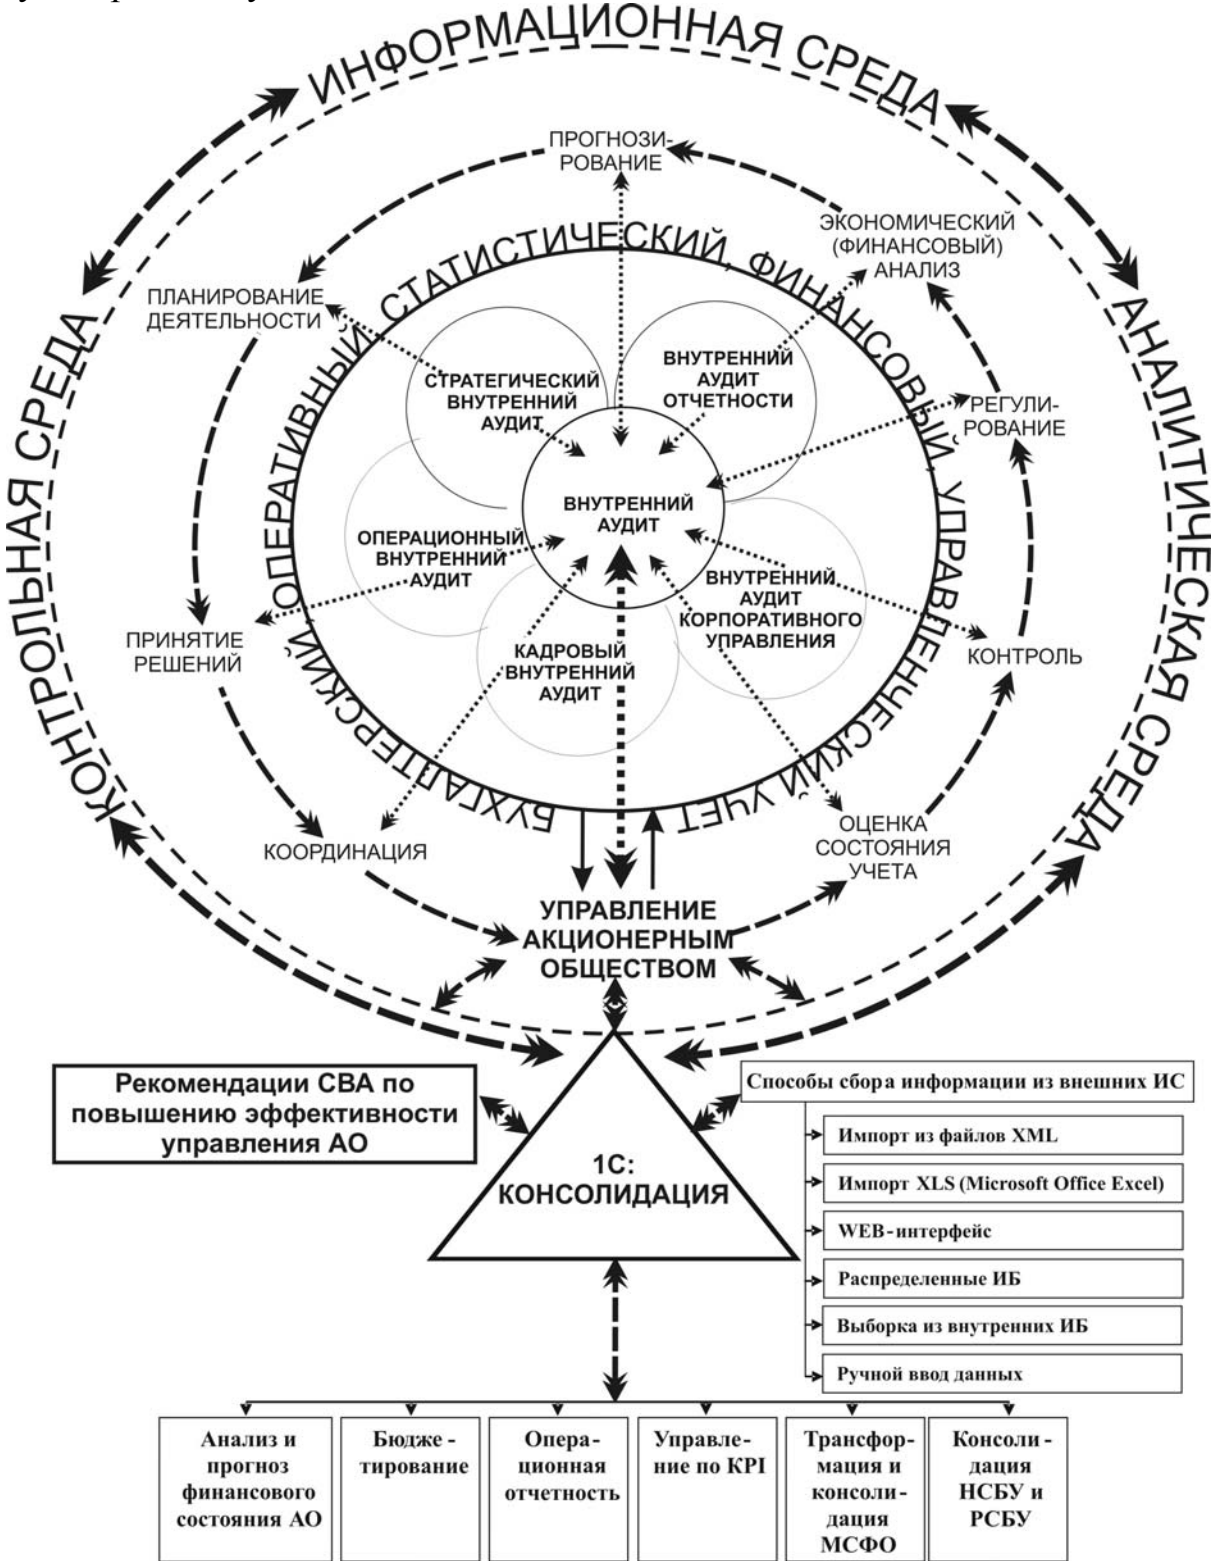 ИНФОРМАЦИОННАЯ СРЕДА
КОНТРОЛЬНАЯ СРЕДА
АНАЛИТИЧЕСКАЯ СРЕДА
ПРОГНОЗИ-
РОВАНИЕ
ЭКОНОМИЧЕСКИЙ
(ФИНАНСОВЫЙ)
АНАЛИЗ
ПЛАНИРОВАНИЕ
ДЕЯТЕЛЬНОСТИ
РЕГУЛИ-
РОВАНИЕ
БУХГАЛТЕРСКИЙ, ОПЕРАТИВНЫЙ, СТАТИСТИЧЕСКИЙ, ФИНАНСОВЫЙ, УПРАВЛЕНЧЕСКИЙ УЧЕТ
СТРАТЕГИЧЕСКИЙ
ВНУТРЕННИЙ
АУДИТ
ВНУТРЕННИЙ
АУДИТ
ОТЧЕТНОСТИ
ВНУТРЕННИЙ
АУДИТ
ОПЕРАЦИОННЫЙ
ВНУТРЕННИЙ
АУДИТ
ВНУТРЕННИЙ
АУДИТ
КОРПОРАТИВНОГО
УПРАВЛЕНИЯ
КАДРОВЫЙ
ВНУТРЕННИЙ
АУДИТ
ПРИНЯТИЕ
РЕШЕНИЙ
КОНТРОЛЬ
КООРДИНАЦИЯ
ОЦЕНКА
СОСТОЯНИЯ
УЧЕТА
УПРАВЛЕНИЕ
АКЦИОНЕРНЫМ
ОБЩЕСТВОМ
Рекомендации СВА по
повышению эффективности
управления АО
1С:
КОНСОЛИДАЦИЯ
Способы сбора информации из внешних ИС
Импорт из файлов XML
Импорт XLS (Microsoft Office Excel)
WEB-интерфейс
Распределенные ИБ
Выборка из внутренних ИБ
Ручной ввод данных
Анализ и
прогноз
финансового
состояния АО
Бюдже -
тирование
Опера-
ционная
отчетность
Управле-
ние по KPI
Трансфор-
мация и
консоли-
дация
МСФО
Консоли -
дация
НСБУ и
РСБУ